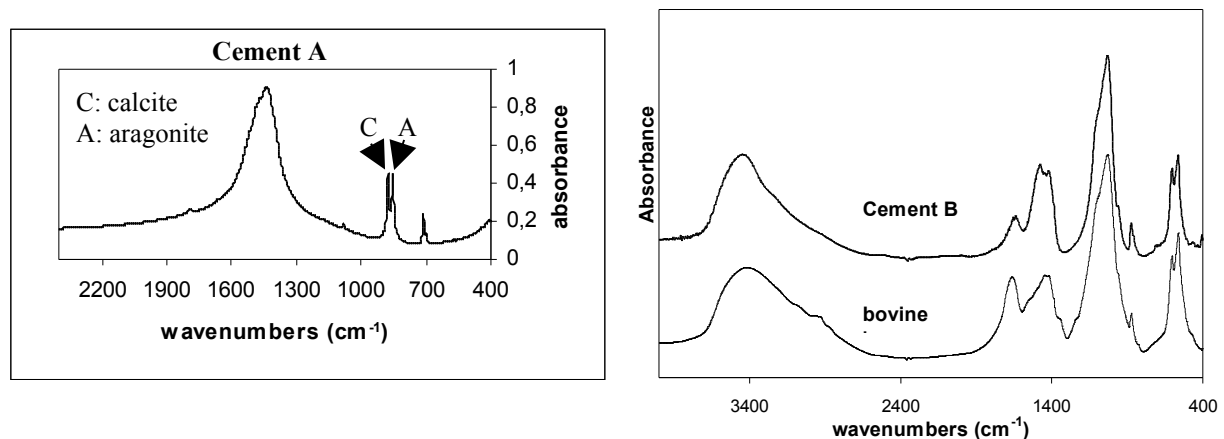 Cement A
C: calcite
A: aragonite
C A
1
0,8
0,6
0,4
0,2
0
absorbance
2200 1900 1600 1300 1000 700 400
wavenumbers (cm-1)
Absorbance
Cement B
bovine
3400 2400 1400 400
wavenumbers (cm-1)